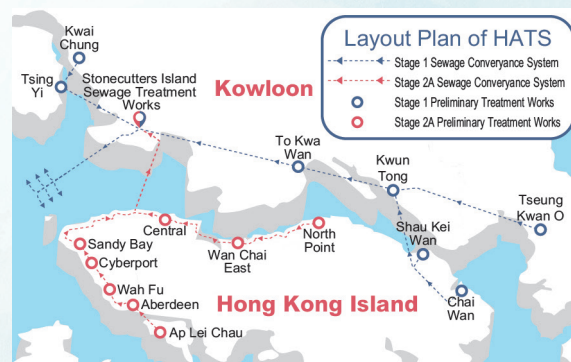 Layout Plan of HATS
Stage 1 Sewage Converyance System
Stage 2A Sewage Converyance System
Stage 1 Preliminary Treatment Works
Stage 2A Preliminary Treatment Works
Kwai
Chung
Tsing
Yi
Stonecutters Island
Sewage Treatment
Works
Kowloon
To Kwa
Wan
Kwun
Tong
Tseung
Kwan O
Shau Kei
Wan
Chai
Wan
Central
Wan Chai
East
North
Point
Sandy Bay
Cyberport
Wah Fu
Aberdeen
Ap Lei Chau
Hong Kong Island